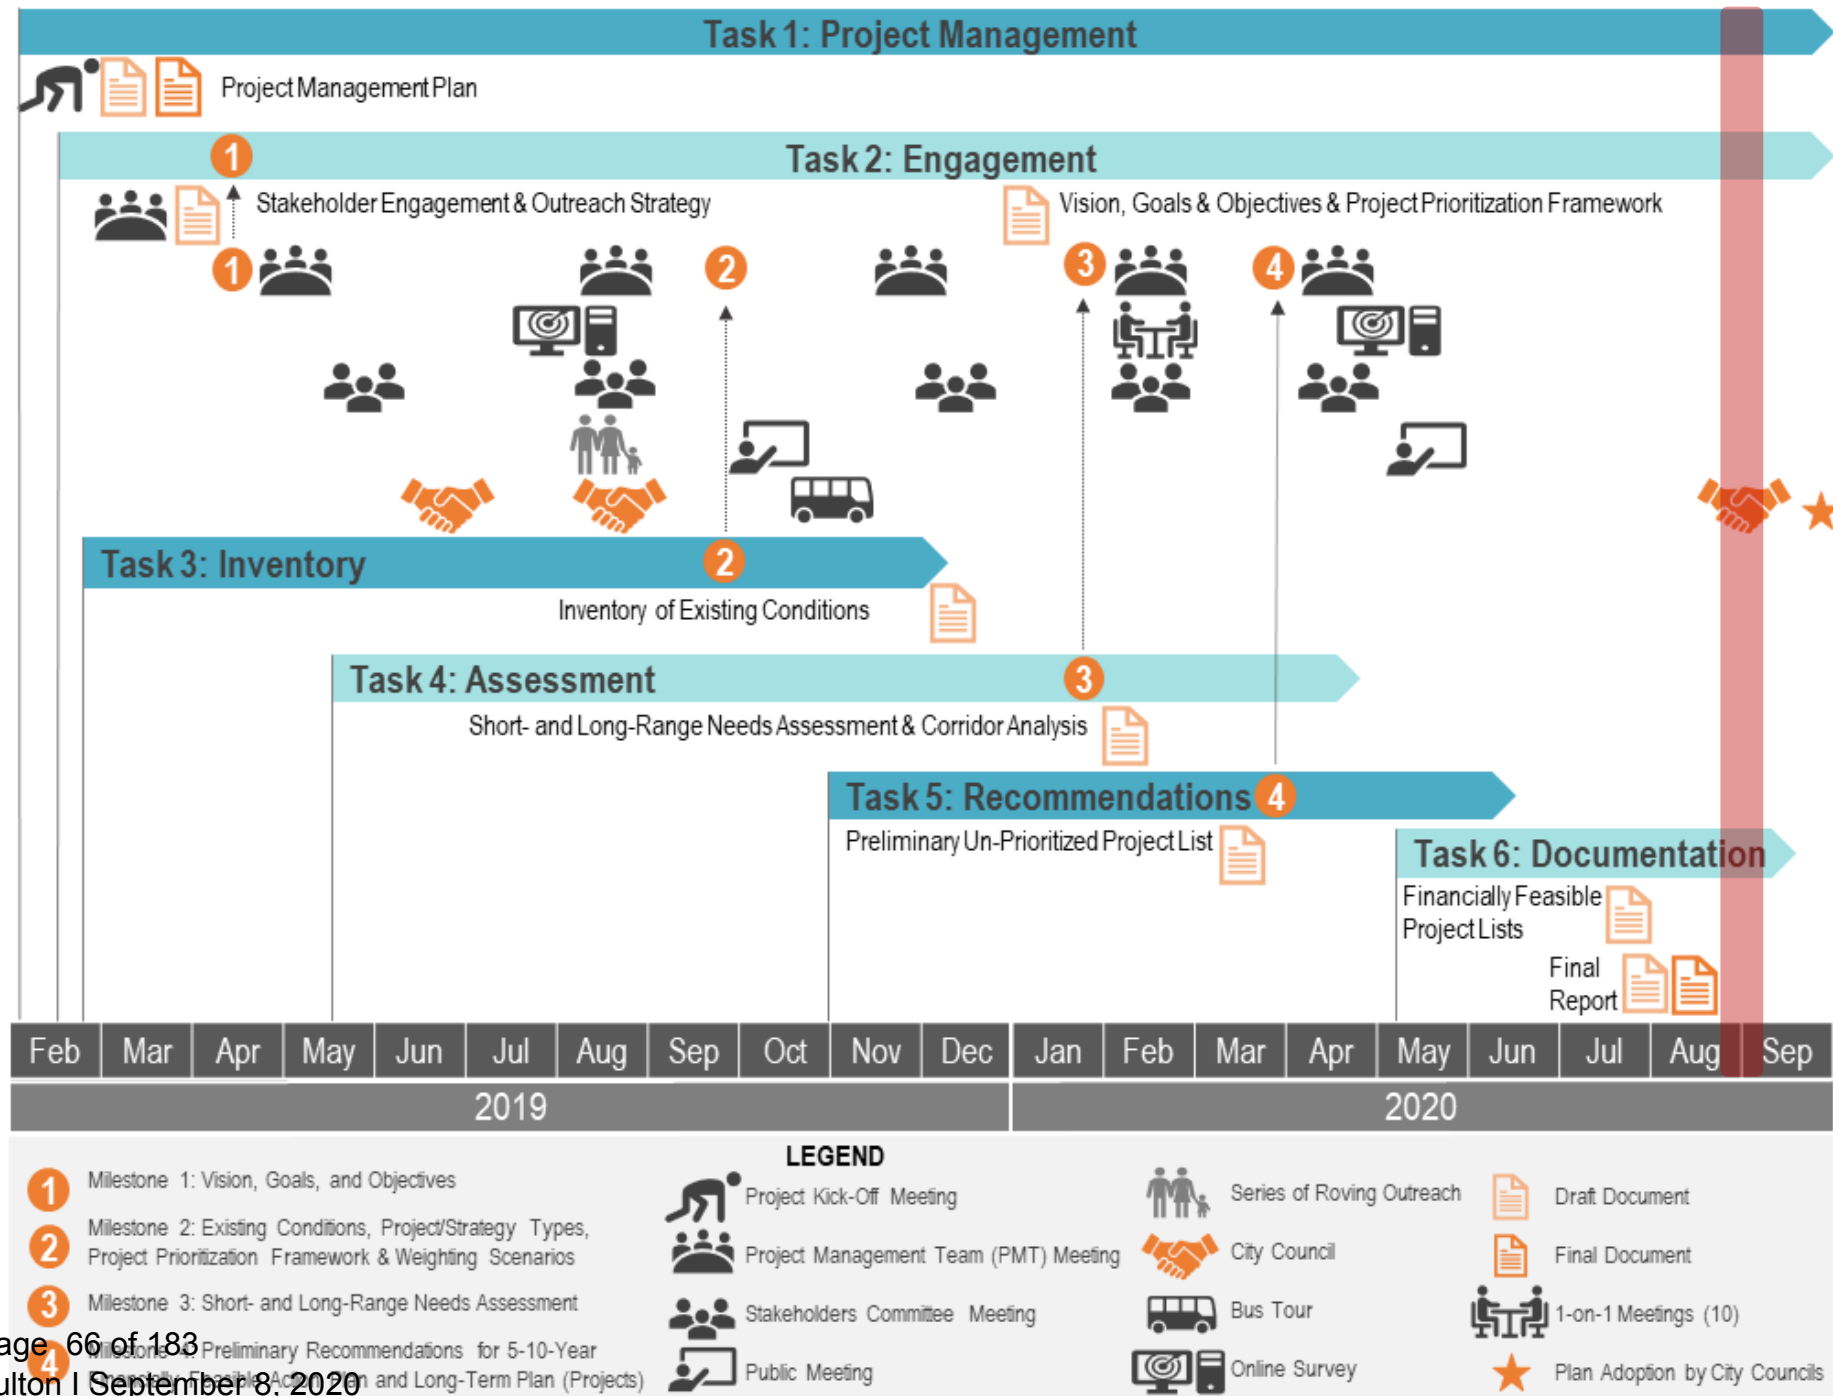 Task 1: Project Management
Project Management Plan
1
Task 2: Engagement
Stakeholder Engagement & Outreach Strategy
Vision, Goals & Objectives & Project Prioritization Framework
1
2
3
4
Task 3: Inventory
2
Inventory of Existing Conditions
Task 4: Assessment
3
Short- and Long-Range Needs Assessment & Corridor Analysis
Task 5: Recommendations
4
Preliminary Un-Prioritized Project List
Task 6: Documentation
Financially Feasible
Project Lists
Final
Report
Feb Mar Apr May Jun Jul Aug Sep Oct Nov Dec Jan Feb Mar Apr May Jun Jul Aug Sep
2019 2020
LEGEND
1 Milestone 1: Vision, Goals, and Objectives
2 Milestone 2: Existing Conditions, Project/Strategy Types,
Project Prioritization Framework & Weighting Scenarios
3 Milestone 3: Short- and Long-Range Needs Assessment
4 Milestone 4: Preliminary Recommendations for 5-10-Year
Financially Feasible Action Plan and Long-Term Plan (Projects)
Project Kick-Off Meeting
Project Management Team (PMT) Meeting
Stakeholders Committee Meeting
Public Meeting
Series of Roving Outreach
City Council
Bus Tour
Online Survey
Draft Document
Final Document
1-on-1 Meetings (10)
Plan Adoption by City Councils
age 66 of 183
ulton | September 8, 2020